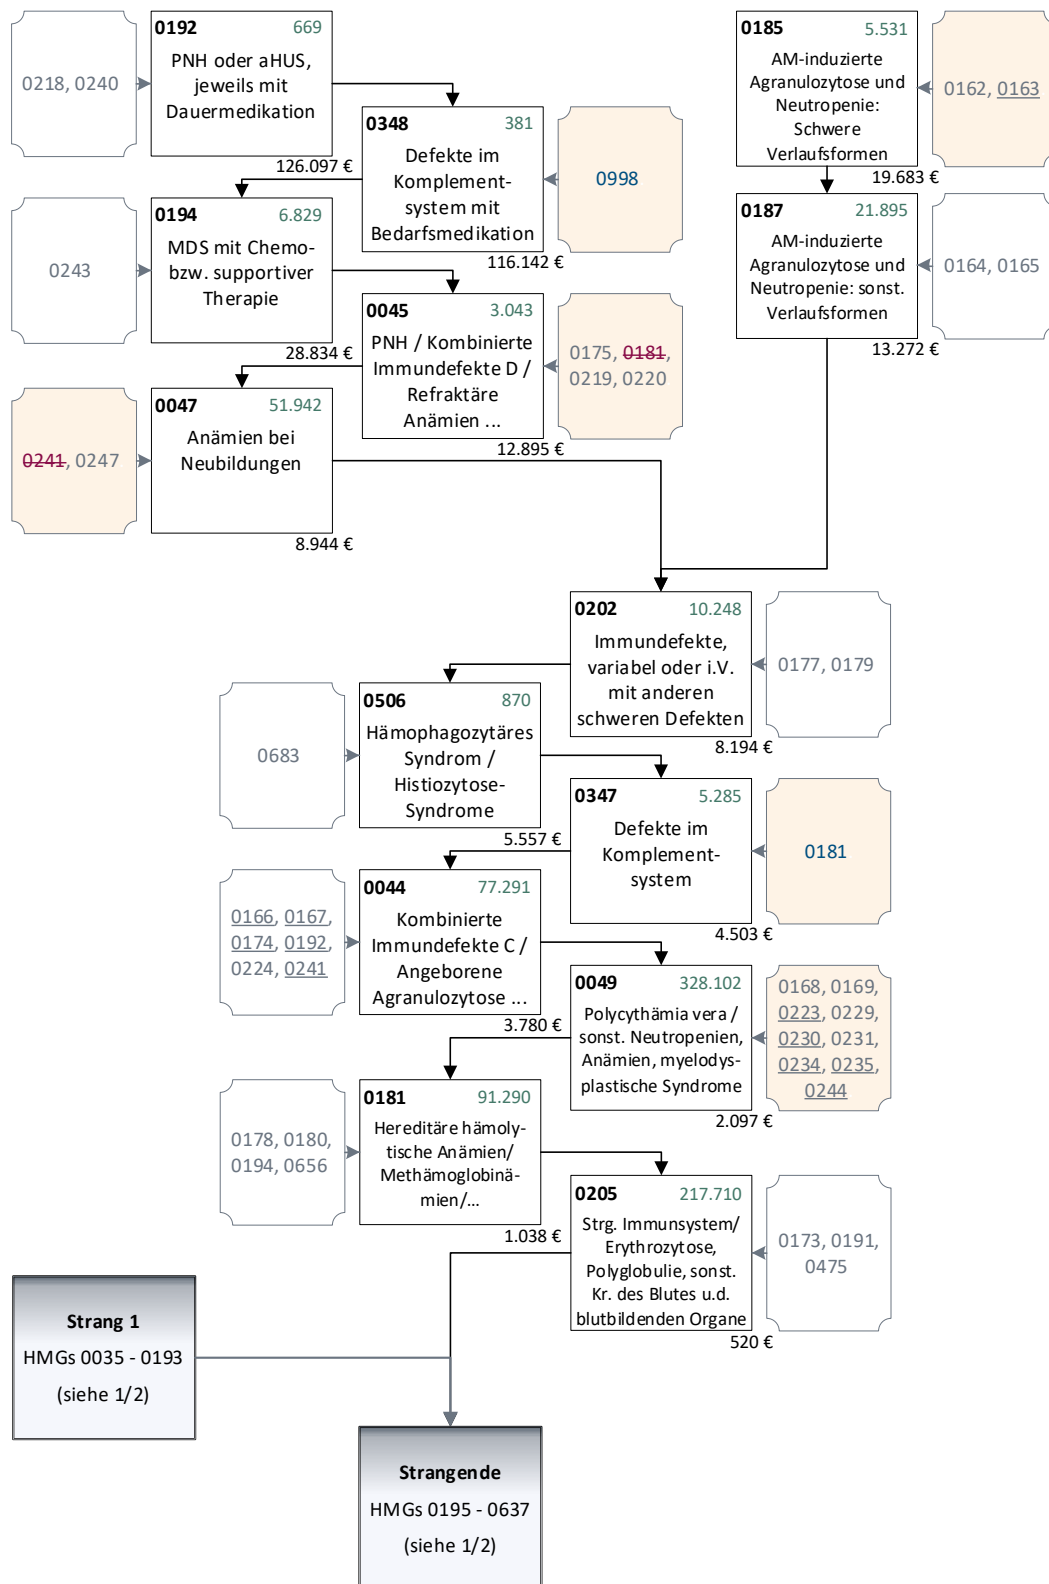 0218, 0240
0192 669
PNH oder aHUS,
jeweils mit
Dauermedikation
126.097 €
0348 381
Defekte im
Komplement-
system mit
Bedarfsmedikation
116.142 €
0998
0185 5.531
AM-induzierte
Agranulozytose und
Neutropenie:
Schwere
Verlaufsformen
19.683 €
0162, 0163
0243
0194 6.829
MDS mit Chemo-
bzw. supportiver
Therapie
28.834 €
0187 21.895
AM-induzierte
Agranulozytose und
Neutropenie: sonst.
Verlaufsformen
13.272 €
0164, 0165
0045 3.043
PNH / Kombinierte
Immundefekte D /
Refraktäre
Anämien ...
12.895 €
0175, 0181,
0219, 0220
0241, 0247
0047 51.942
Anämien bei
Neubildungen
8.944 €
0202 10.248
Immundefekte,
variabel oder i.V.
mit anderen
schweren Defekten
8.194 €
0177, 0179
0683
0506 870
Hämophagozytäres
Syndrom /
Histiozytose-
Syndrome
5.557 €
0347 5.285
Defekte im
Komplement-
system
4.503 €
0181
0166, 0167,
0174, 0192,
0224, 0241
0044 77.291
Kombinierte
Immundefekte C /
Angeborene
Agranulozytose ...
3.780 €
0049 328.102
Polycythämia vera /
sonst. Neutropenien,
Anämien, myelodys-
plastische Syndrome
2.097 €
0168, 0169,
0223, 0229,
0230, 0231,
0234, 0235,
0244
0178, 0180,
0194, 0656
0181 91.290
Hereditäre hämoly-
tische Anämien/
Methämoglobinä-
mien/...
1.038 €
0205 217.710
Strg. Immunsystem/
Erythrozytose,
Polyglobulie, sonst.
Kr. des Blutes u.d.
blutbildenden Organe
520 €
0173, 0191,
0475
Strang 1
HMGs 0035 - 0193
(siehe 1/2)
Strangende
HMGs 0195 - 0637
(siehe 1/2)